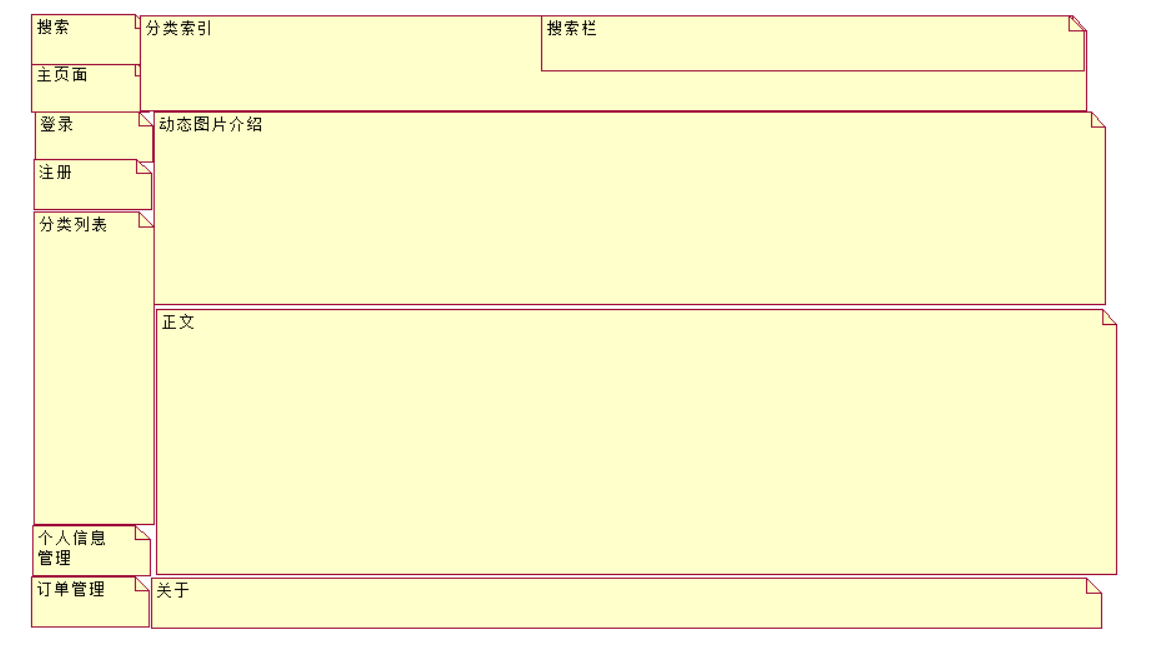 搜索
分类索引
搜索栏
主页面
登录
动态图片介绍
注册
分类列表
正文
个人信息
管理
订单管理
关于